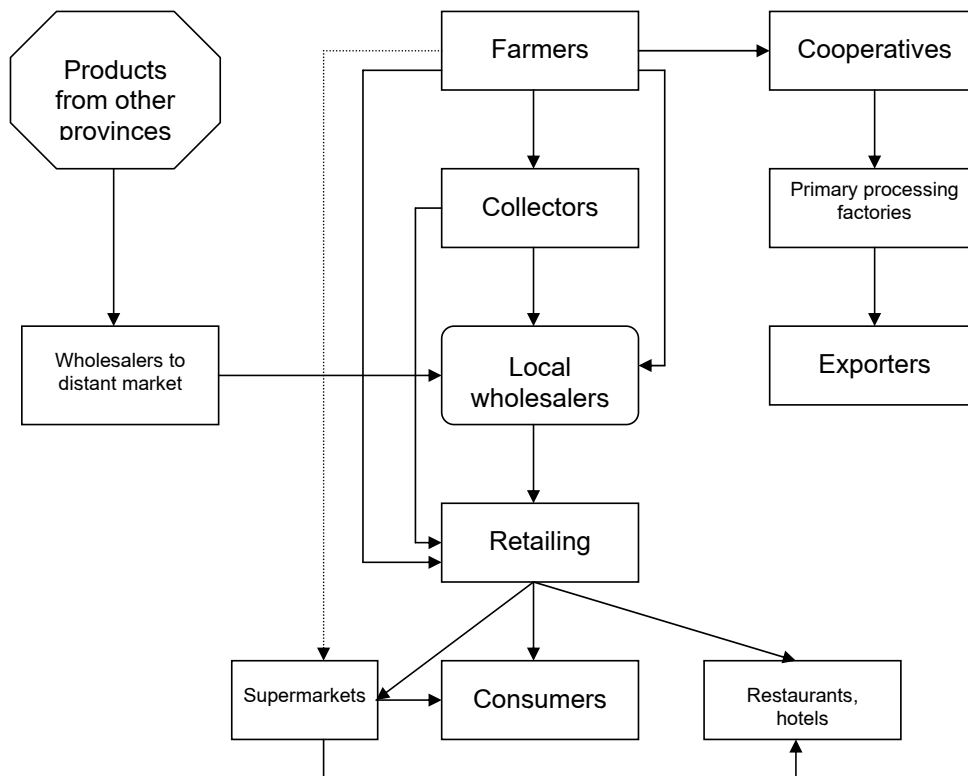 Products
from other
provinces
Farmers
Cooperatives
Collectors
Primary processing
factories
Wholesalers to
distant market
Local
wholesalers
Exporters
Retailing
Supermarkets
Consumers
Restaurants,
hotels